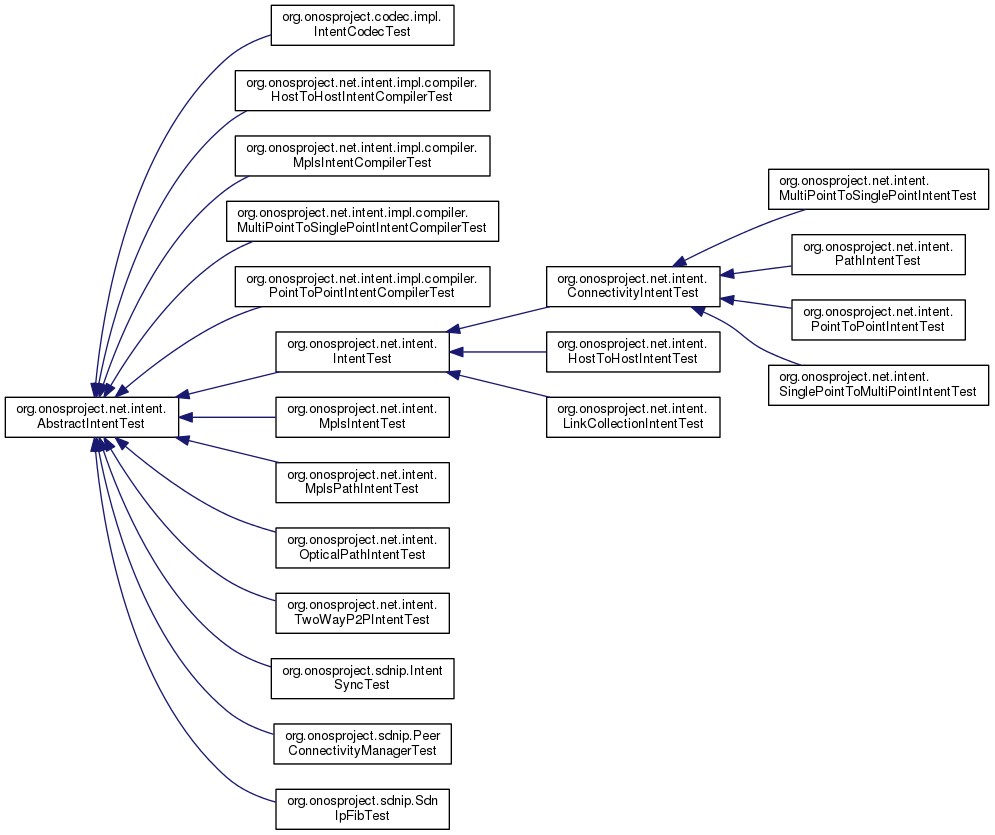 org.onosproject.codec.impl.
IntentCodecTest
org.onosproject.net.intent.impl.compiler.
HostToHostIntentCompilerTest
org.onosproject.net.intent.impl.compiler.
MplsIntentCompilerTest
org.onosproject.net.intent.impl.compiler.
MultiPointToSinglePointIntentCompilerTest
org.onosproject.net.intent.impl.compiler.
PointToPointIntentCompilerTest
org.onosproject.net.intent.
IntentTest
org.onosproject.net.intent.
AbstractIntentTest
org.onosproject.net.intent.
MplsIntentTest
org.onosproject.net.intent.
MplsPathIntentTest
org.onosproject.net.intent.
OpticalPathIntentTest
org.onosproject.net.intent.
TwoWayP2PIntentTest
org.onosproject.sdnip.Intent
SyncTest
org.onosproject.sdnip.Peer
ConnectivityManagerTest
org.onosproject.sdnip.Sdn
IpFibTest
org.onosproject.net.intent.
ConnectivityIntentTest
org.onosproject.net.intent.
HostToHostIntentTest
org.onosproject.net.intent.
LinkCollectionIntentTest
org.onosproject.net.intent.
MultiPointToSinglePointIntentTest
org.onosproject.net.intent.
PathIntentTest
org.onosproject.net.intent.
PointToPointIntentTest
org.onosproject.net.intent.
SinglePointToMultiPointIntentTest